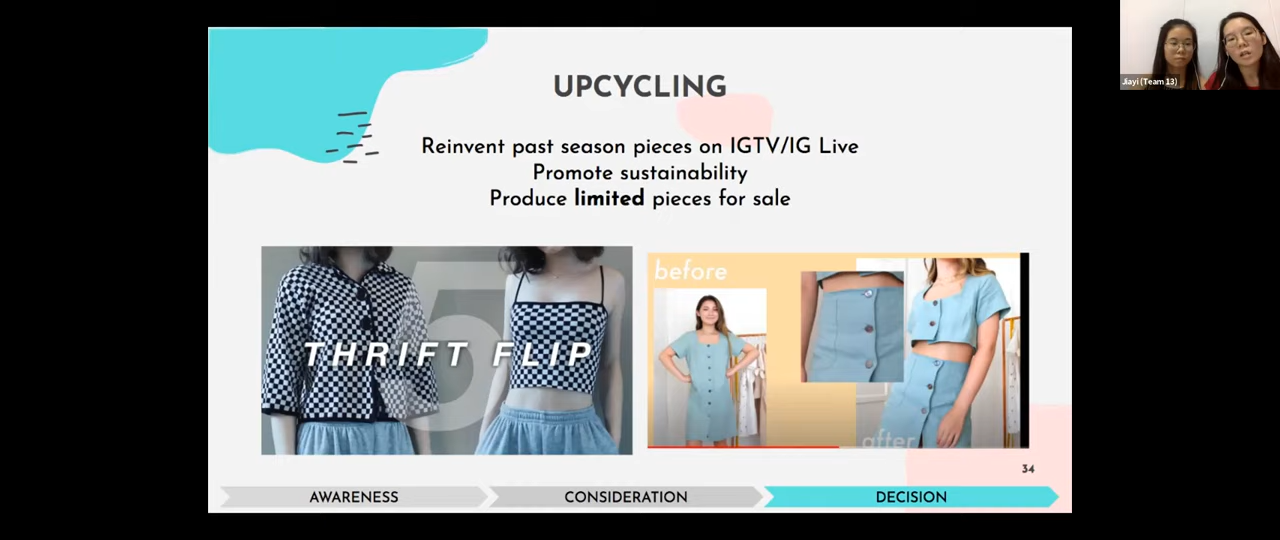 UPCYCLING
Reinvent past season pieces on IGTV/IG Live
Promote sustainability
Produce limited pieces for sale
5
THRIFT FLIP
before
after
34
AWARENESS
CONSIDERATION
DECISION
Jiayi (Team 13)